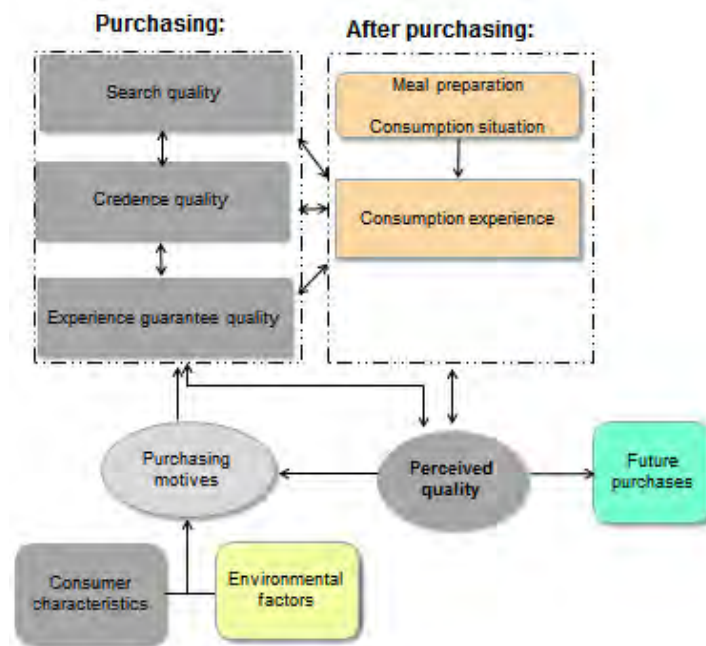 Purchasing:
After purchasing:
Search quality
Meal preparation
Consumption situation
Credence quality
Consumption experience
Experience guarantee quality
Purchasing
motives
Perceived
quality
Future
purchases
Consumer
characteristics
Environmental
factors